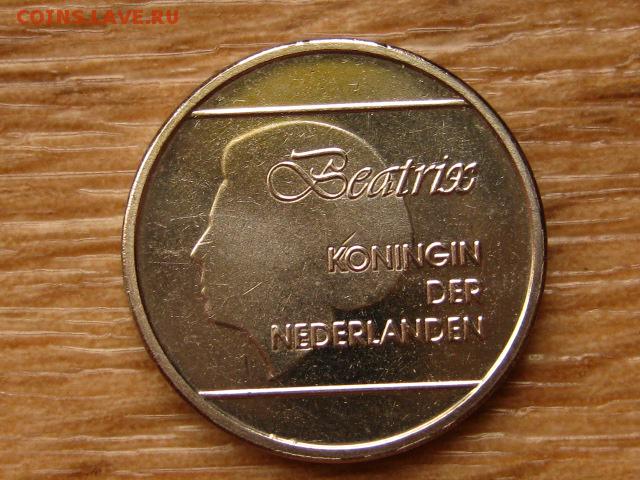 COINS.LAVE.RU
Beatrix
KONINGIN
DER
NEDERLANDEN